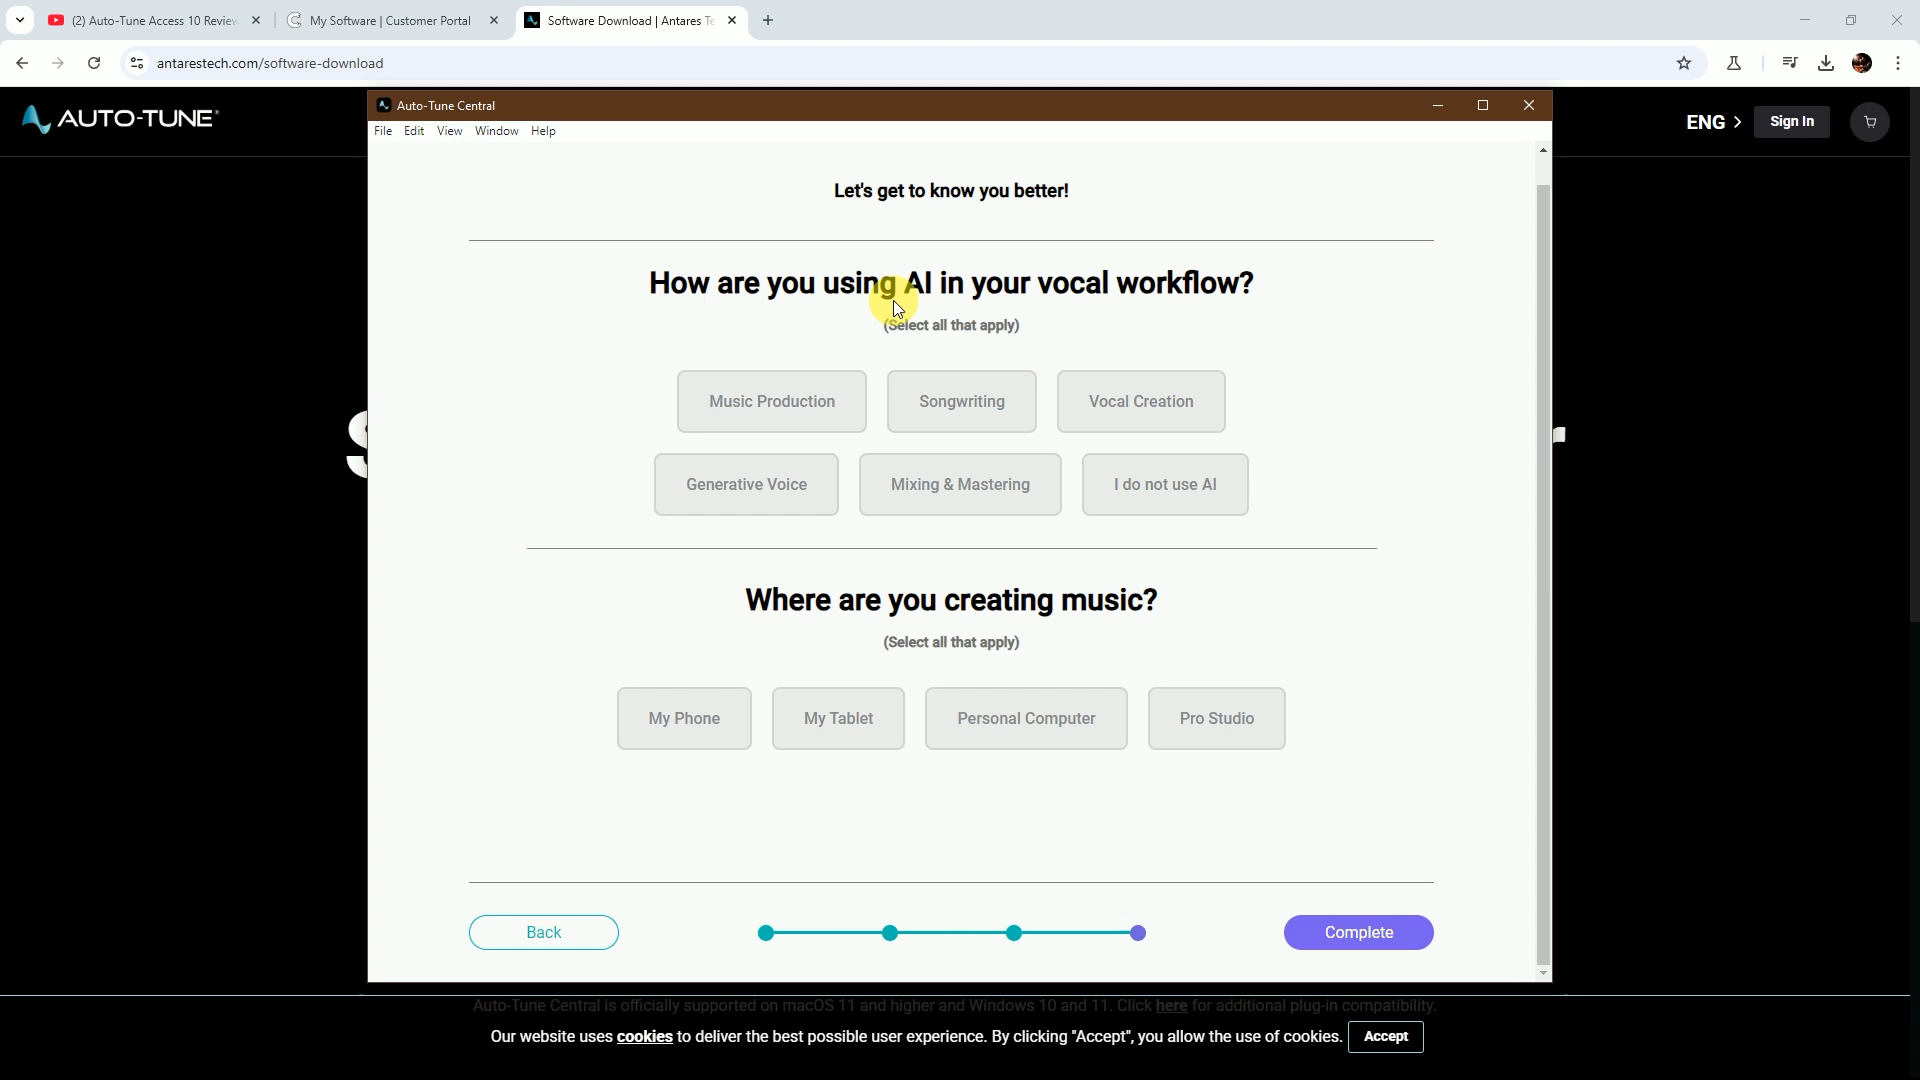 (2) Auto-Tune Access 10 Review
My Software | Customer Portal
Software Download | Antares Te
antarestech.com/software-download
AUTO-TUNE
ENG
Sign In
Auto-Tune Central
File Edit View Window Help
Let's get to know you better!
How are you using AI in your vocal workflow?
(Select all that apply)
Music Production
Songwriting
Vocal Creation
Generative Voice
Mixing & Mastering
I do not use AI
Where are you creating music?
(Select all that apply)
My Phone
My Tablet
Personal Computer
Pro Studio
Back
Complete
Auto-Tune Central is officially supported on macOS 11 and higher and Windows 10 and 11. Click here for additional plug-in compatibility.
Our website uses cookies to deliver the best possible user experience. By clicking "Accept", you allow the use of cookies.
Accept